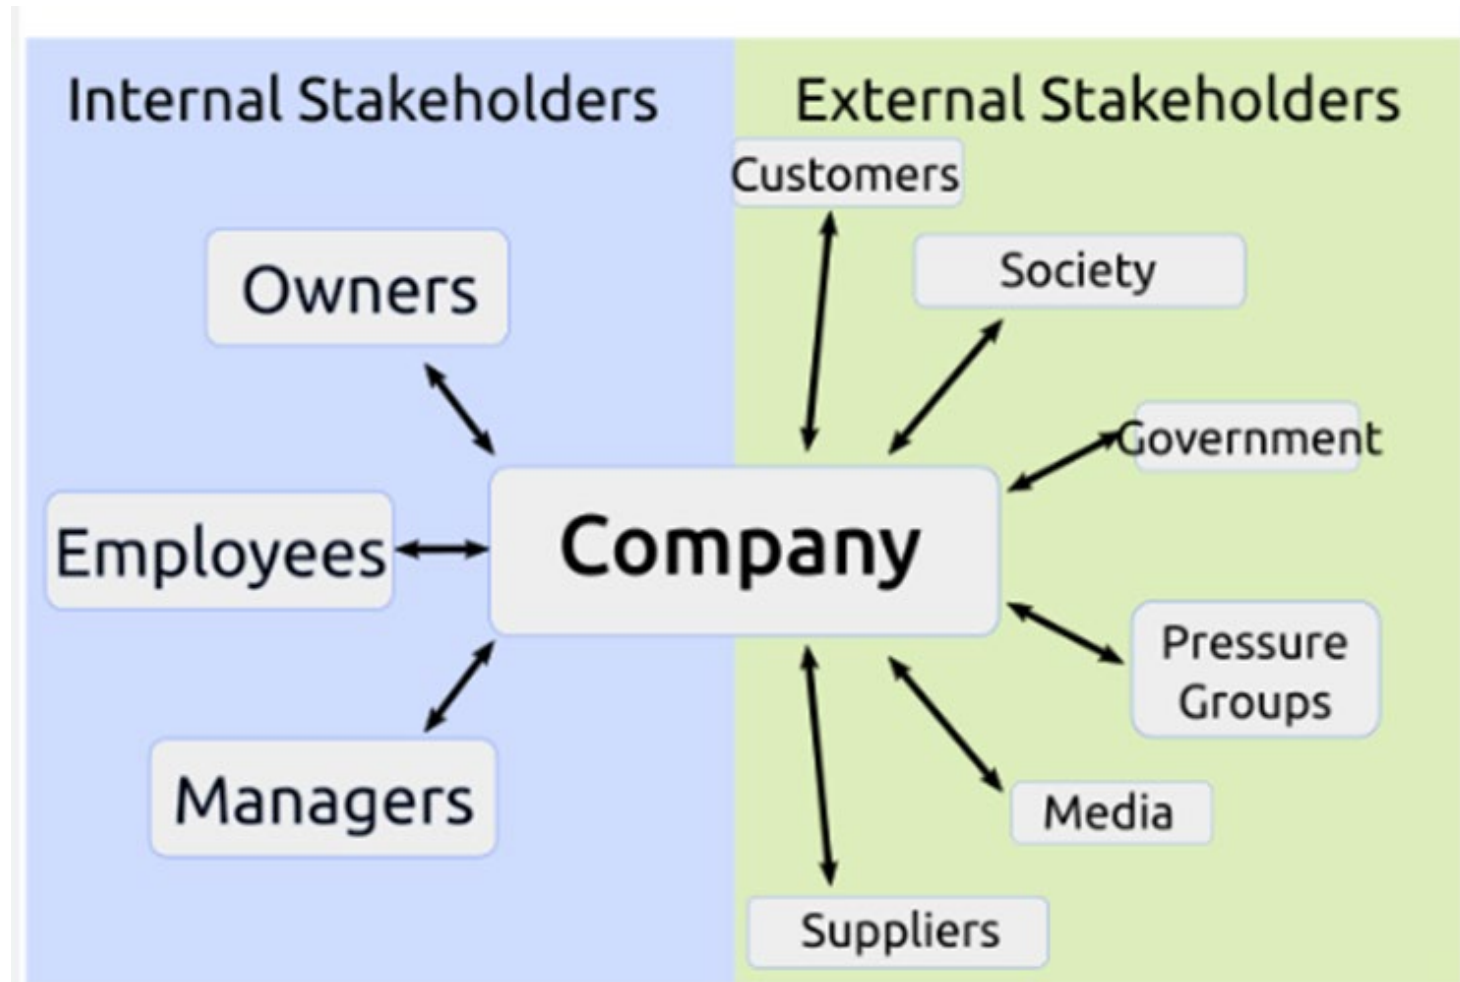 Internal Stakeholders
External Stakeholders
Customers
Owners
Society
Government
Employees
Company
Pressure
Groups
Managers
Media
Suppliers